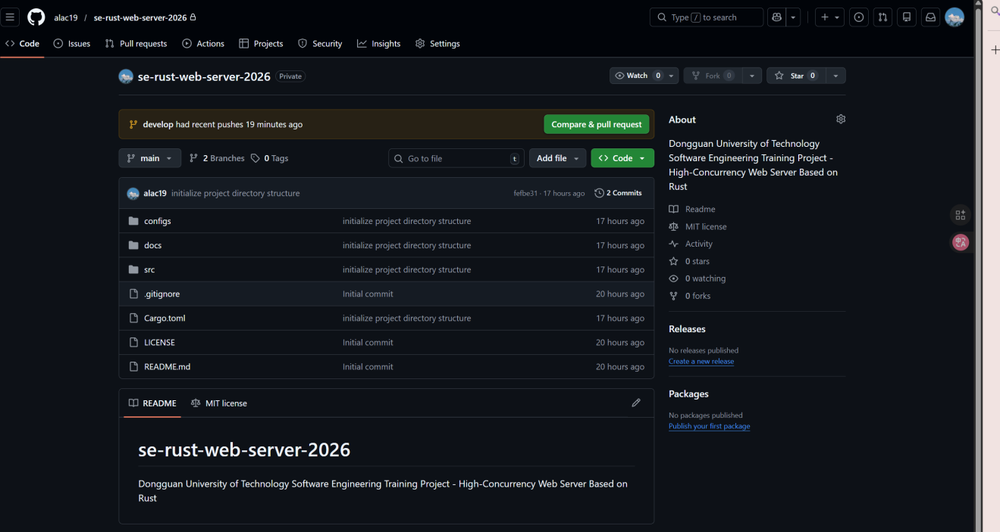 alac19 / se-rust-web-server-2026
Type / to search
Code Issues Pull requests Actions Projects Security Insights Settings
se-rust-web-server-2026 Private
Watch 0 Fork 0 Star 0
develop had recent pushes 19 minutes ago Compare & pull request
main 2 Branches 0 Tags Go to file t Add file Code
alac19 initialize project directory structure fefbe31 · 17 hours ago 2 Commits
configs initialize project directory structure 17 hours ago
docs initialize project directory structure 17 hours ago
src initialize project directory structure 17 hours ago
.gitignore Initial commit 20 hours ago
Cargo.toml initialize project directory structure 17 hours ago
LICENSE Initial commit 20 hours ago
README.md Initial commit 20 hours ago
README MIT license
se-rust-web-server-2026
Dongguan University of Technology Software Engineering Training Project - High-Concurrency Web Server Based on
Rust
About
Dongguan University of Technology
Software Engineering Training Project -
High-Concurrency Web Server Based on
Rust
Readme
MIT license
Activity
0 stars
0 watching
0 forks
Releases
No releases published
Create a new release
Packages
No packages published
Publish your first package